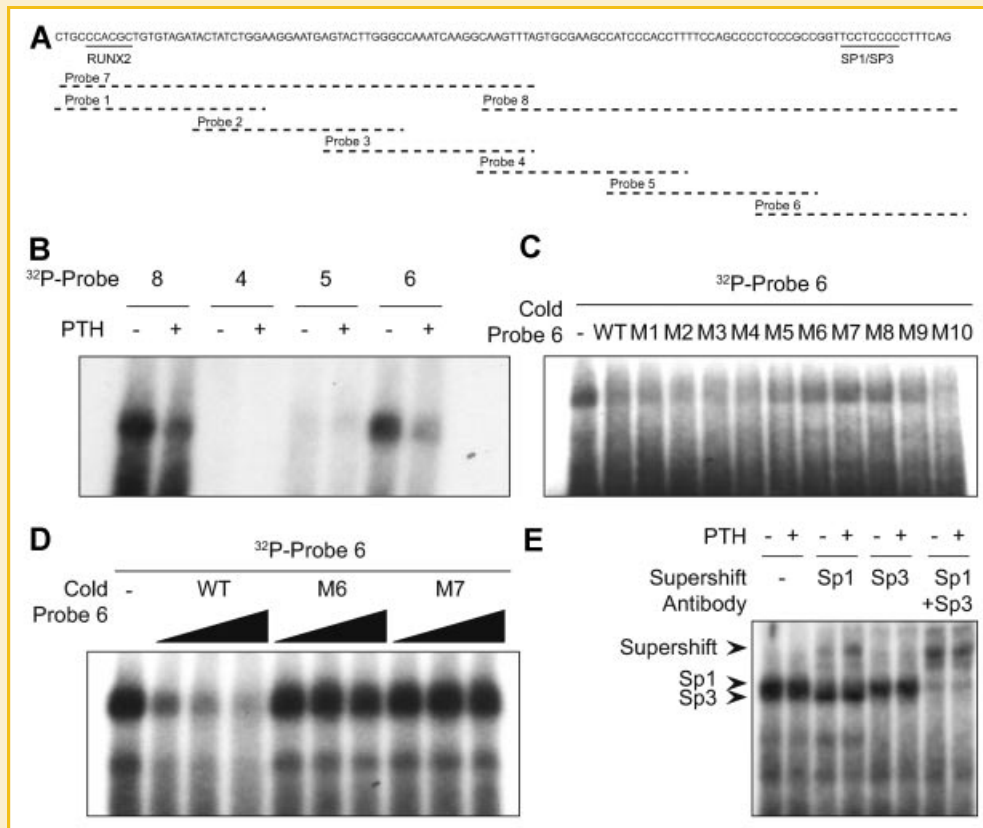 A
CTGCCCACGCTGTGTAGATACTATCTGGAAGGAATGAGTACTTGGGCCAAATCAAGGCAAGTTTAGTGCGAAGCCATCCCACCTTTTCCAGCCCCTCCCGCCGGTTCCTCCCCCTTTCAG
RUNX2 SP1/SP3
Probe 7
Probe 1 Probe 8
Probe 2
Probe 3
Probe 4
Probe 5
Probe 6
B
32P-Probe 8 4 5 6
PTH - + - + - + - +
C
32P-Probe 6
Cold
Probe 6 - WT M1 M2 M3 M4 M5 M6 M7 M8 M9 M10
D
32P-Probe 6
Cold - WT M6 M7
Probe 6
E
PTH - + - + - + - +
Supershift - Sp1 Sp3 Sp1
Antibody +Sp3
Supershift
Sp1
Sp3